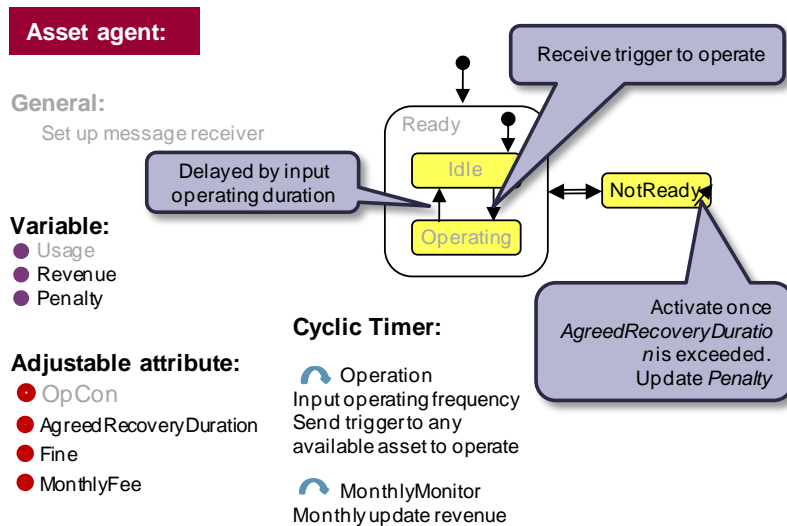 Asset agent:
Receive trigger to operate
General:
Set up message receiver
Ready
Delayed by input
operating duration
Idle
NotReady
Operating
Variable:
Usage
Revenue
Penalty
Activate once
AgreedRecoveryDuratio
n is exceeded.
Update Penalty
Adjustable attribute:
OpCon
AgreedRecoveryDuration
Fine
MonthlyFee
Cyclic Timer:
Operation
Input operating frequency
Send trigger to any
available asset to operate
MonthlyMonitor
Monthly update revenue